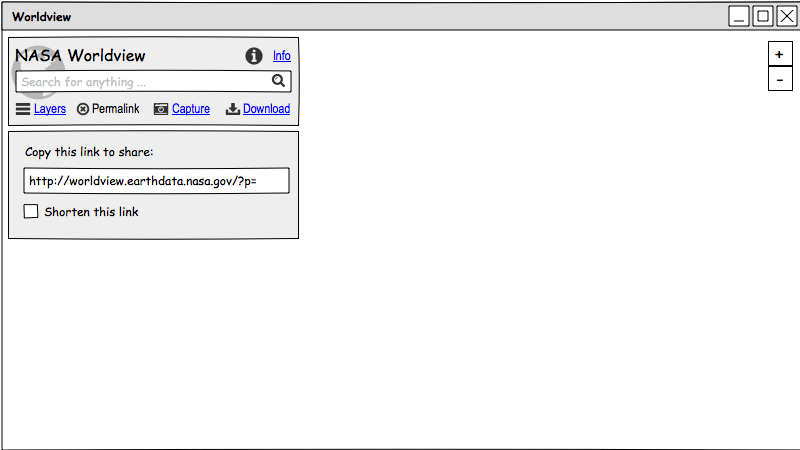 Worldview
NASA Worldview
Info
Search for anything ...
Layers Permalink Capture Download
Copy this link to share:
http://worldview.earthdata.nasa.gov/?p=
Shorten this link
+
-